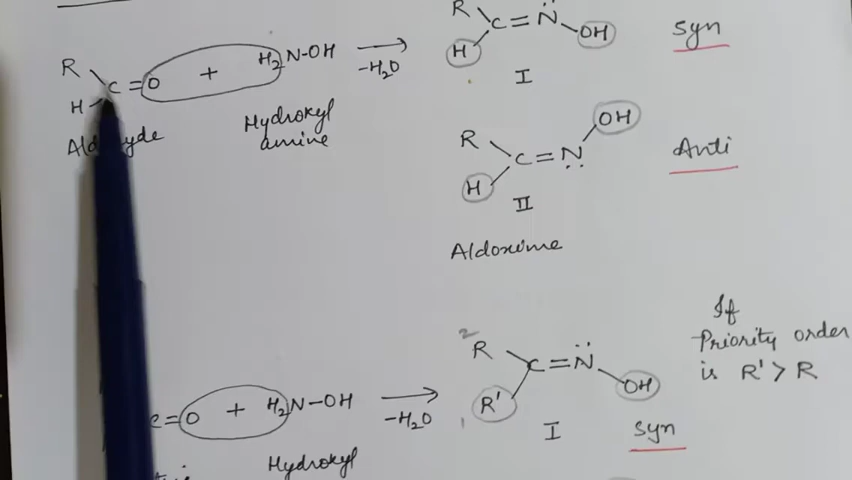 R
C=O + H₂N-OH
H
Hydroxyl
amine
-H₂O
R
C=N̈
OH
H
I
Syn
R
OH
C=N
H
II
Anti
Aldoxime
=O + H₂N-OH
Hydroxyl
-H₂O
2
R
C=N̈
OH
R'
1
I
Syn
If
Priority order
is R' > R